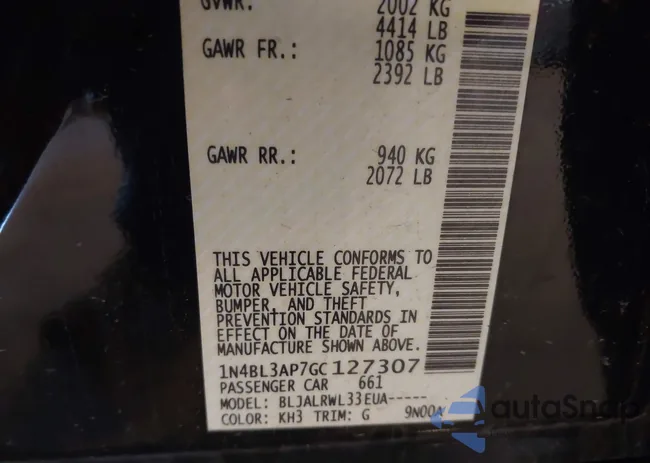 GVWR: 2002 KG
4414 LB
GAWR FR.: 1085 KG
2392 LB
GAWR RR.: 940 KG
2072 LB
THIS VEHICLE CONFORMS TO
ALL APPLICABLE FEDERAL
MOTOR VEHICLE SAFETY,
BUMPER, AND THEFT
PREVENTION STANDARDS IN
EFFECT ON THE DATE OF
MANUFACTURE SHOWN ABOVE.
1N4BL3AP7GC127307
PASSENGER CAR 661
MODEL: BLJALRWL33EUA-----
COLOR: KH3 TRIM: G 9N00A
autoSnap